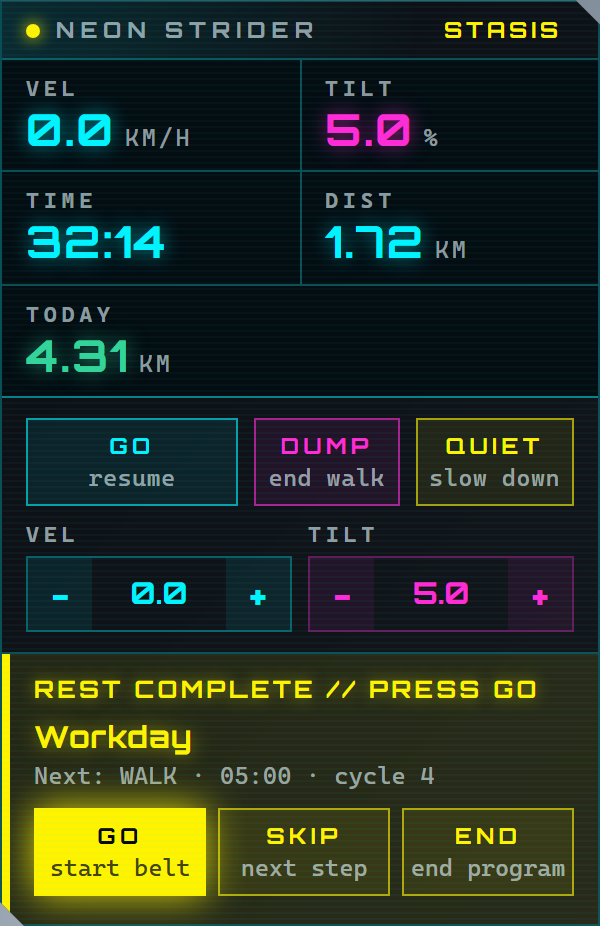 NEON STRIDER STASIS
VEL TILT
0.0 KM/H 5.0 %
TIME DIST
32:14 1.72 KM
TODAY
4.31 KM
GO DUMP QUIET
resume end walk slow down
VEL TILT
- 0.0 + - 5.0 +
REST COMPLETE // PRESS GO
Workday
Next: WALK · 05:00 · cycle 4
GO SKIP END
start belt next step end program